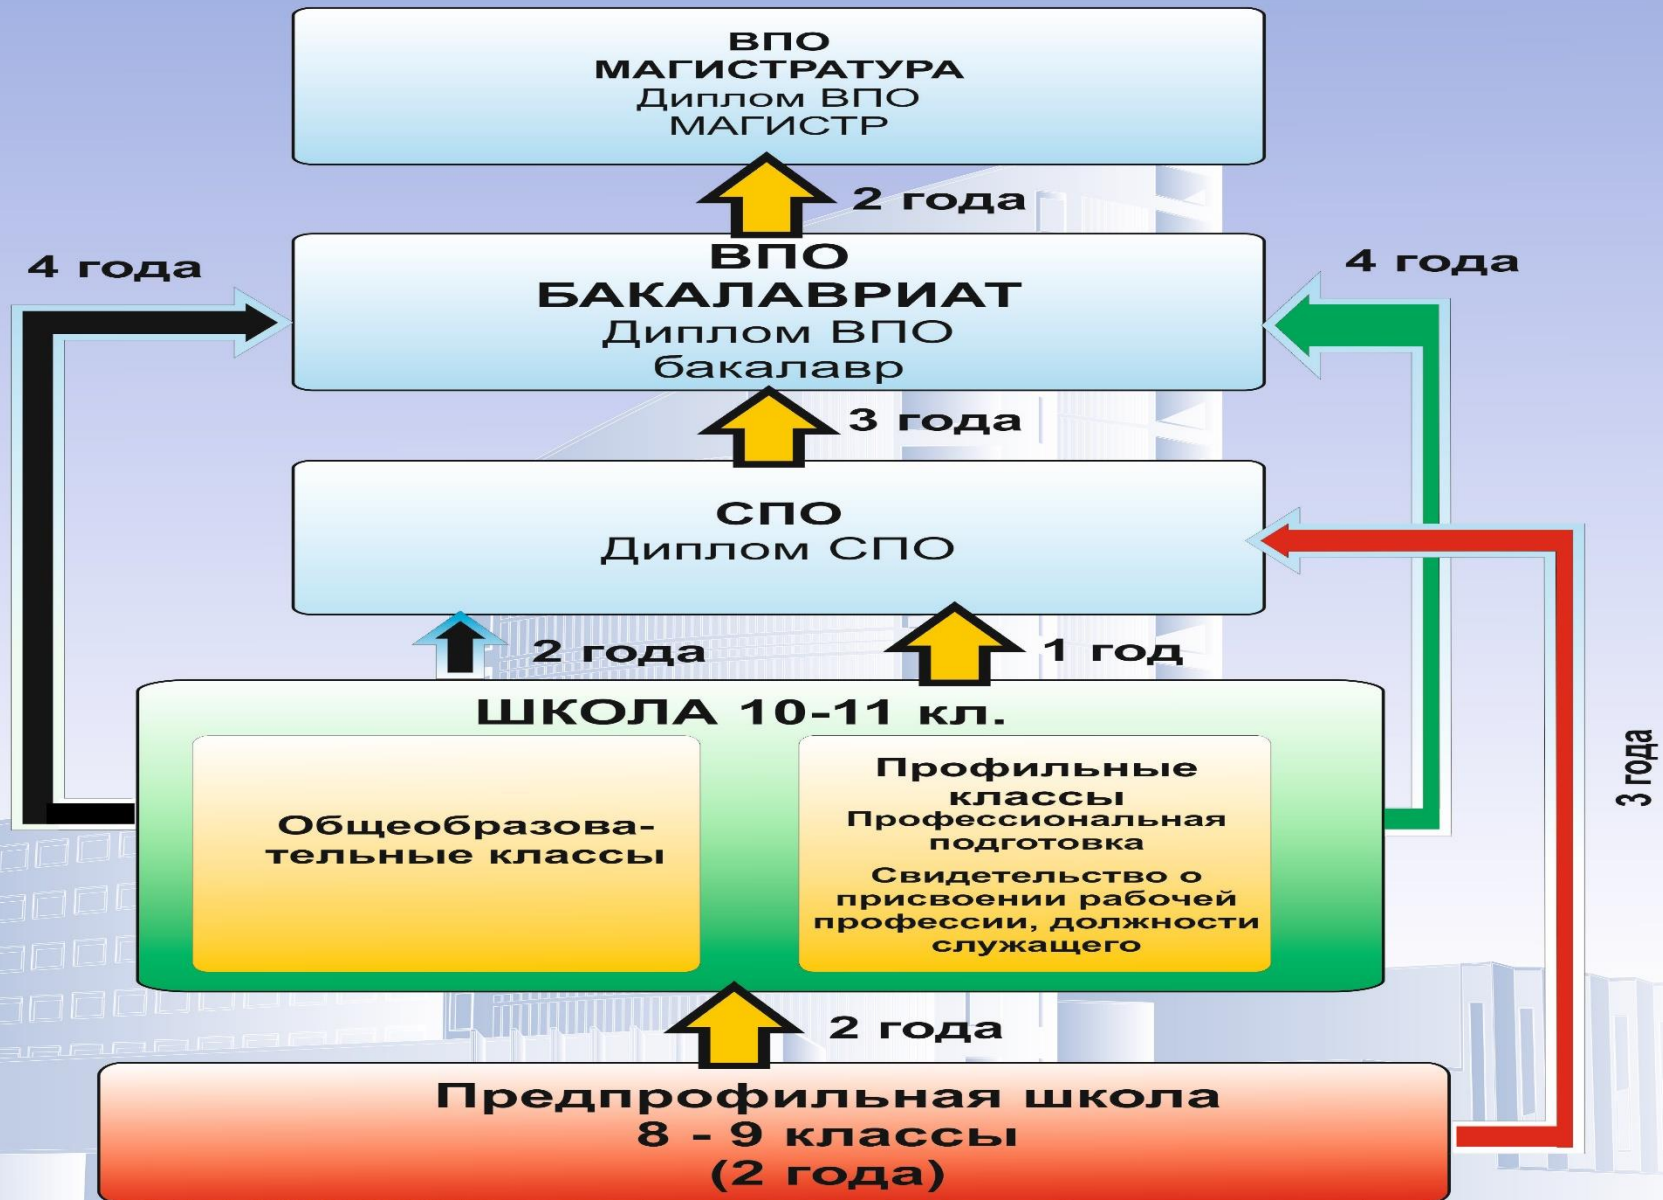 ВПО
МАГИСТРАТУРА
Диплом ВПО
МАГИСТР
2 года
4 года
4 года
ВПО
БАКАЛАВРИАТ
Диплом ВПО
бакалавр
3 года
СПО
Диплом СПО
2 года
1 год
ШКОЛА 10-11 кл.
Общеобразова-
тельные классы
Профильные
классы
Профессиональная
подготовка
Свидетельство о
присвоении рабочей
профессии, должности
служащего
3 года
2 года
Предпрофильная школа
8 - 9 классы
(2 года)